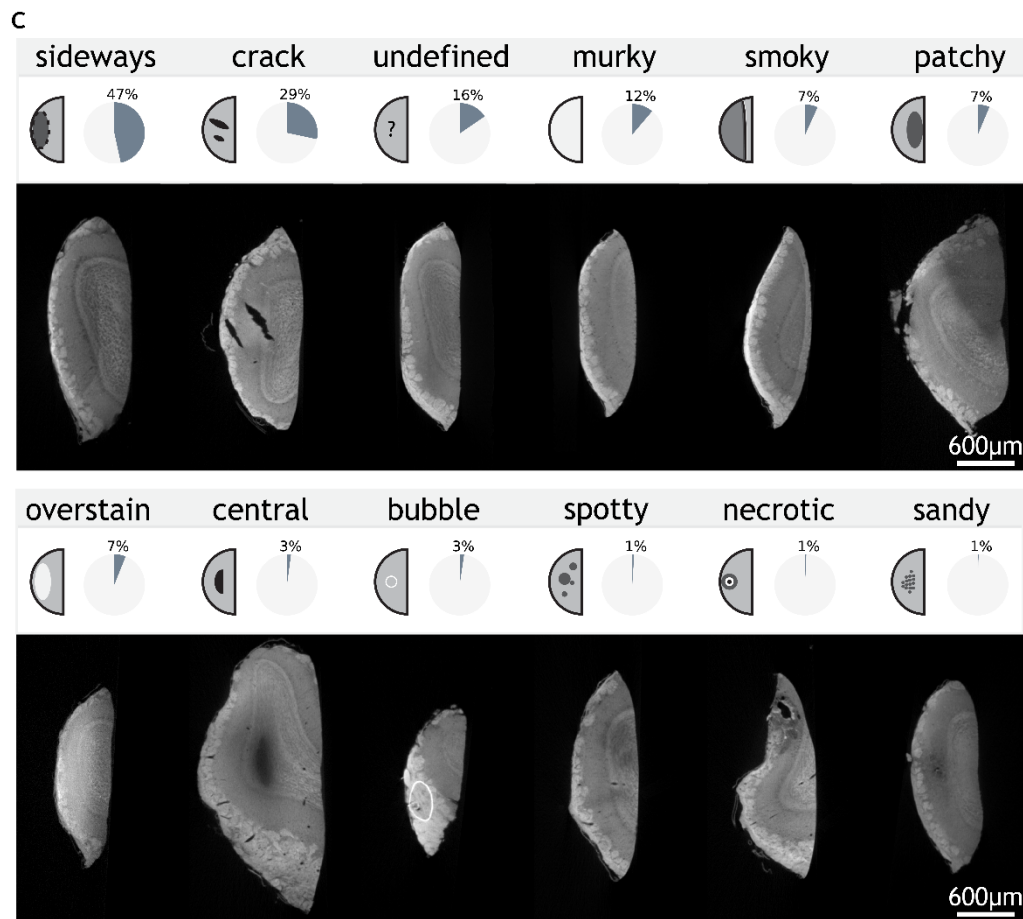 C
sideways crack undefined murky smoky patchy
47% 29% 16% 12% 7% 7%
?
600µm
overstain central bubble spotty necrotic sandy
7% 3% 3% 1% 1% 1%
600µm